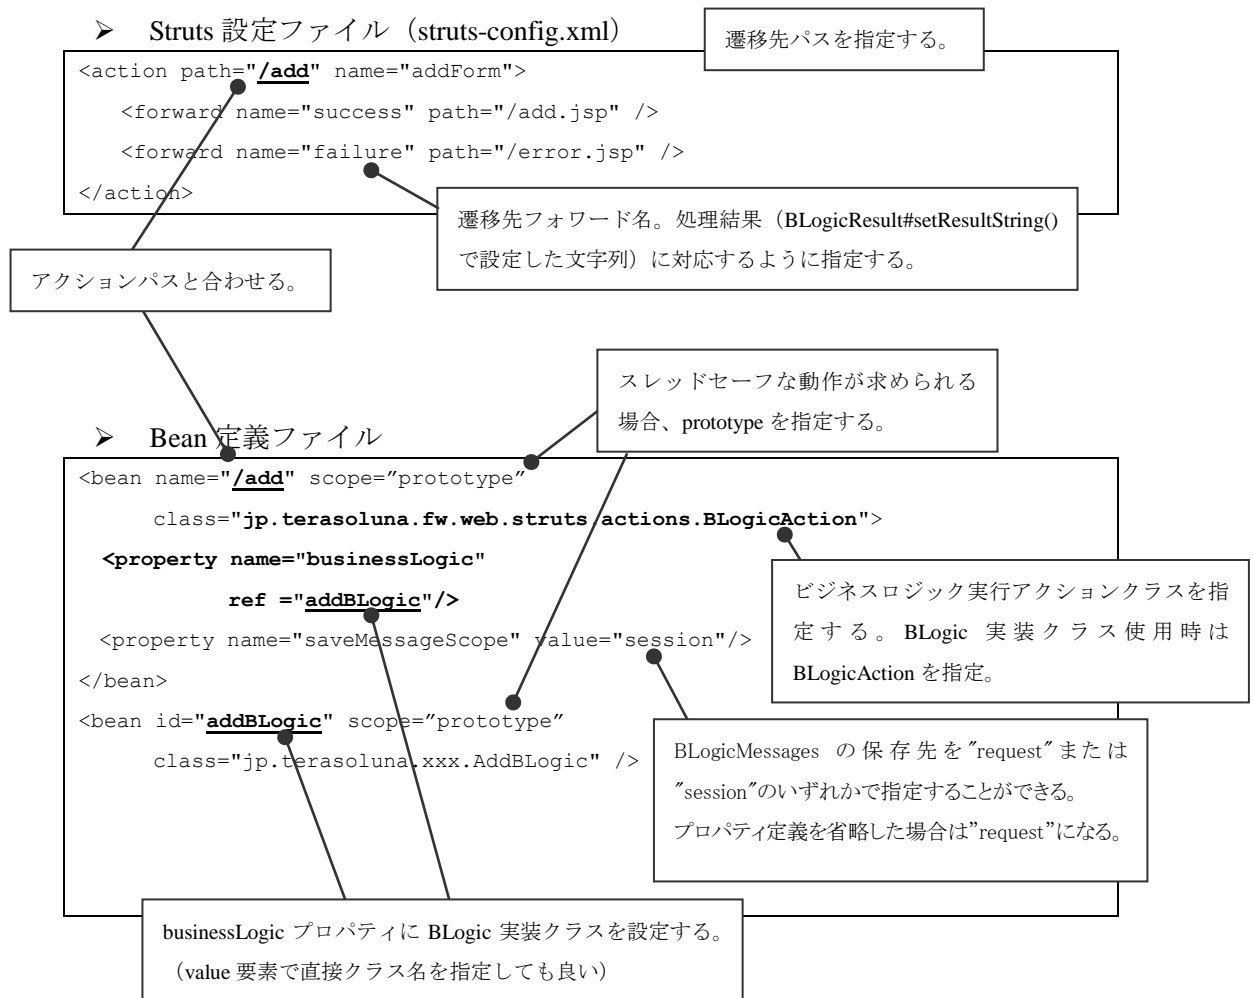 ➢ Struts 設定ファイル（struts-config.xml）
遷移先パスを指定する。
<action path="/add" name="addForm">
<forward name="success" path="/add.jsp" />
<forward name="failure" path="/error.jsp" />
</action>
遷移先フォワード名。処理結果（BLogicResult#setResultString()
で設定した文字列）に対応するように指定する。
アクションパスと合わせる。
スレッドセーフな動作が求められる
場合、prototype を指定する。
➢ Bean 定義ファイル
<bean name="/add" scope=”prototype”
class="jp.terasoluna.fw.web.struts.actions.BLogicAction">
<property name="businessLogic"
ref ="addBLogic"/>
<property name="saveMessageScope" value="session"/>
</bean>
<bean id="addBLogic" scope=”prototype”
class="jp.terasoluna.xxx.AddBLogic" />
ビジネスロジック実行アクションクラスを指
定する。BLogic 実装クラス使用時は
BLogicAction を指定。
BLogicMessages の保存先を"request"または
"session"のいずれかで指定することができる。
プロパティ定義を省略した場合は”request”になる。
businessLogic プロパティに BLogic 実装クラスを設定する。
（value 要素で直接クラス名を指定しても良い）